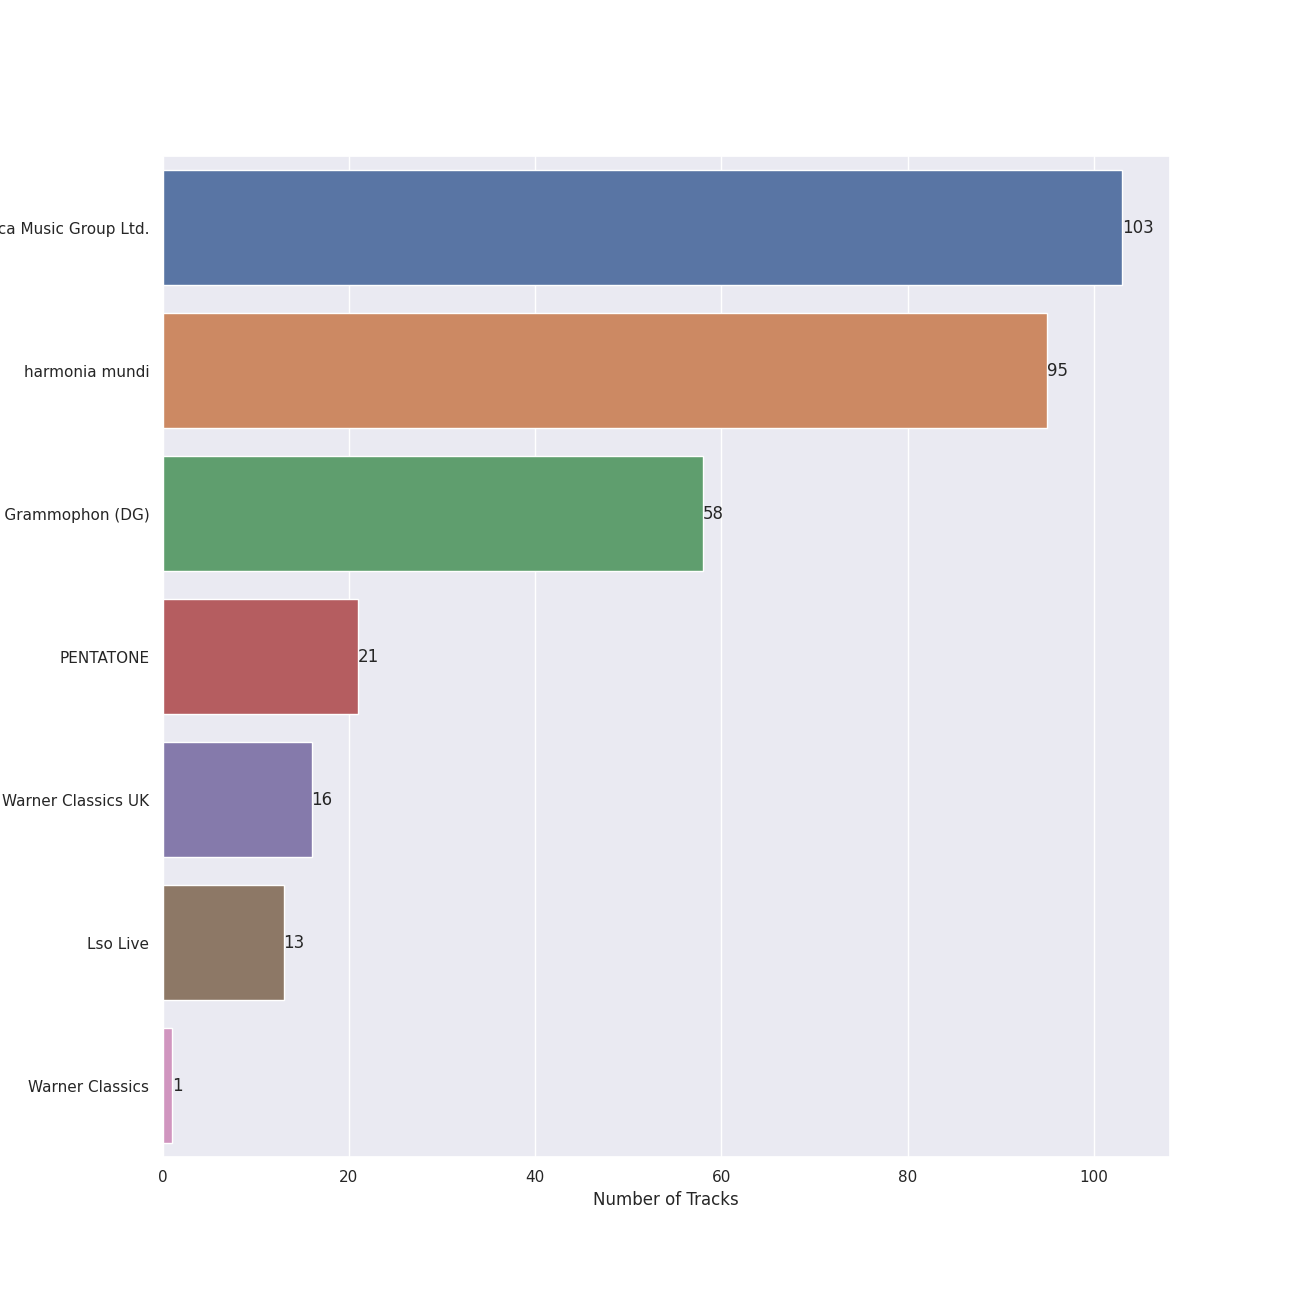 ca Music Group Ltd.
103
harmonia mundi
95
Grammophon (DG)
58
PENTATONE
21
Warner Classics UK
16
Lso Live
13
Warner Classics
1
0 20 40 60 80 100
Number of Tracks